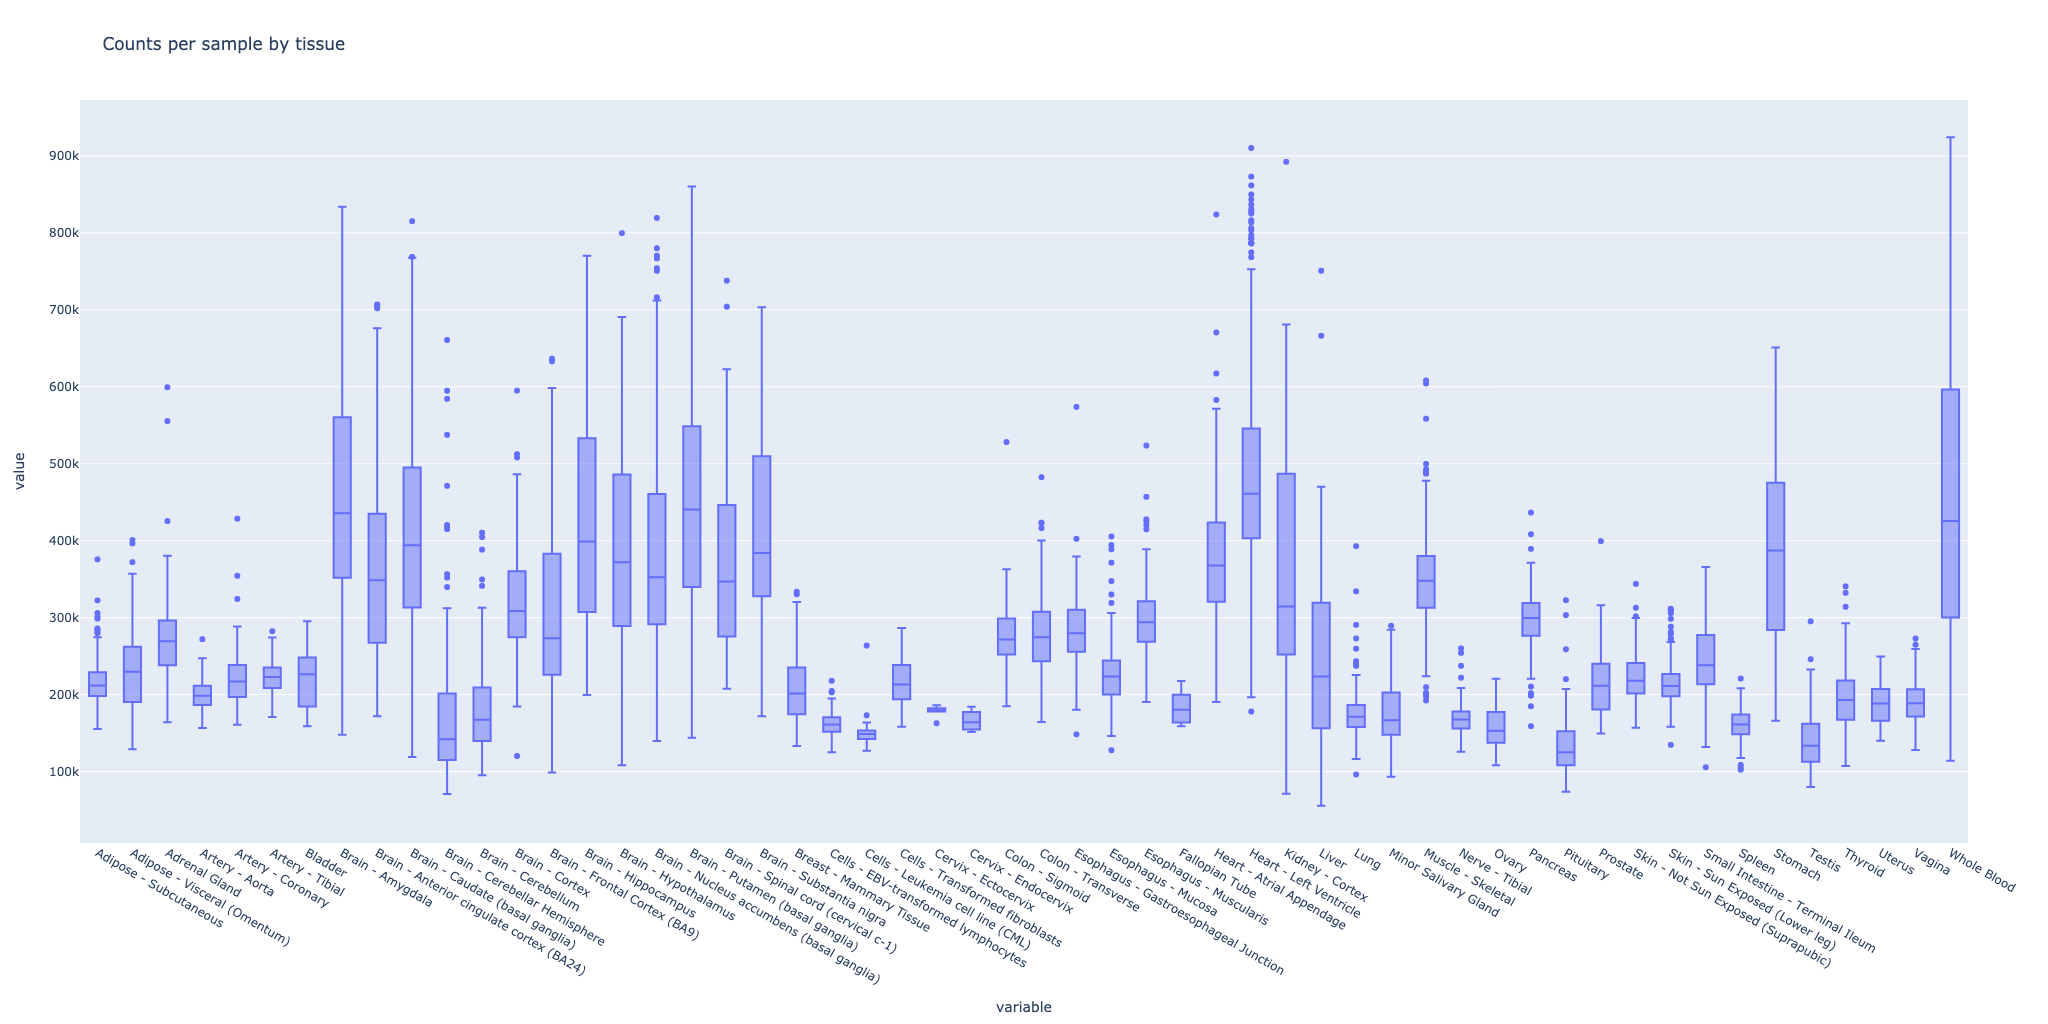 Counts per sample by tissue
value
900k
800k
700k
600k
500k
400k
300k
200k
100k
Adipose - Subcutaneous
Adipose - Visceral (Omentum)
Adrenal Gland
Artery - Aorta
Artery - Coronary
Artery - Tibial
Bladder
Brain - Amygdala
Brain - Anterior cingulate cortex (BA24)
Brain - Caudate (basal ganglia)
Brain - Cerebellar Hemisphere
Brain - Cerebellum
Brain - Cortex
Brain - Frontal Cortex (BA9)
Brain - Hippocampus
Brain - Hypothalamus
Brain - Nucleus accumbens (basal ganglia)
Brain - Putamen (basal ganglia)
Brain - Spinal cord (cervical c-1)
Brain - Substantia nigra
Breast - Mammary Tissue
Cells - EBV-transformed lymphocytes
Cells - Leukemia cell line (CML)
Cells - Transformed fibroblasts
Cervix - Ectocervix
Cervix - Endocervix
Colon - Sigmoid
Colon - Transverse
Esophagus - Gastroesophageal Junction
Esophagus - Mucosa
Esophagus - Muscularis
Fallopian Tube
Heart - Atrial Appendage
Heart - Left Ventricle
Kidney - Cortex
Liver
Lung
Minor Salivary Gland
Muscle - Skeletal
Nerve - Tibial
Ovary
Pancreas
Pituitary
Prostate
Skin - Not Sun Exposed (Suprapubic)
Skin - Sun Exposed (Lower leg)
Small Intestine - Terminal Ileum
Spleen
Stomach
Testis
Thyroid
Uterus
Vagina
Whole Blood
variable